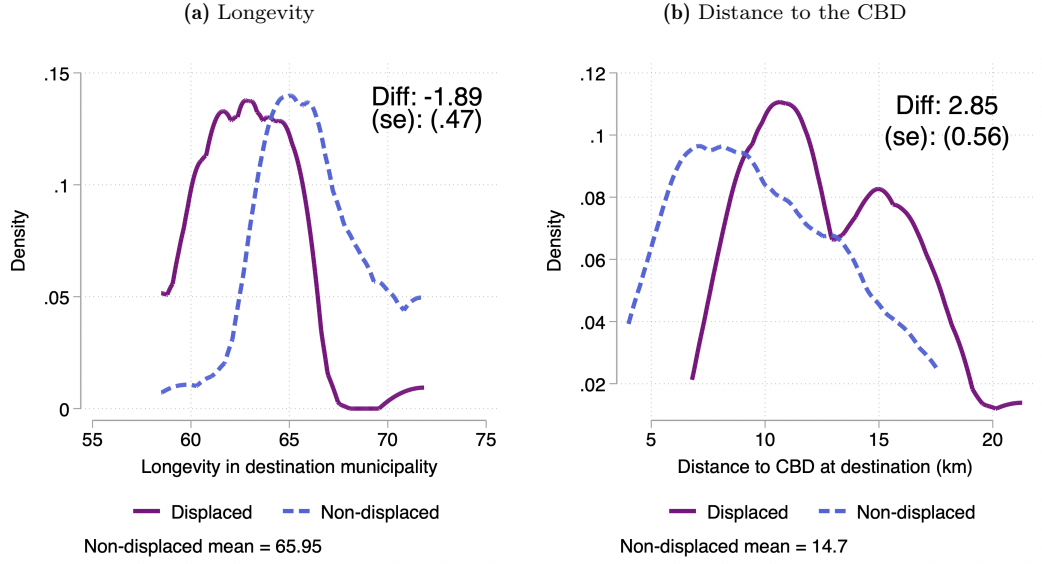 (a) Longevity
.15
.1
.05
0
Density
Diff: -1.89
(se): (.47)
55 60 65 70 75
Longevity in destination municipality
Displaced Non-displaced
Non-displaced mean = 65.95
(b) Distance to the CBD
.12
.1
.08
.06
.04
.02
Density
Diff: 2.85
(se): (0.56)
5 10 15 20
Distance to CBD at destination (km)
Displaced Non-displaced
Non-displaced mean = 14.7